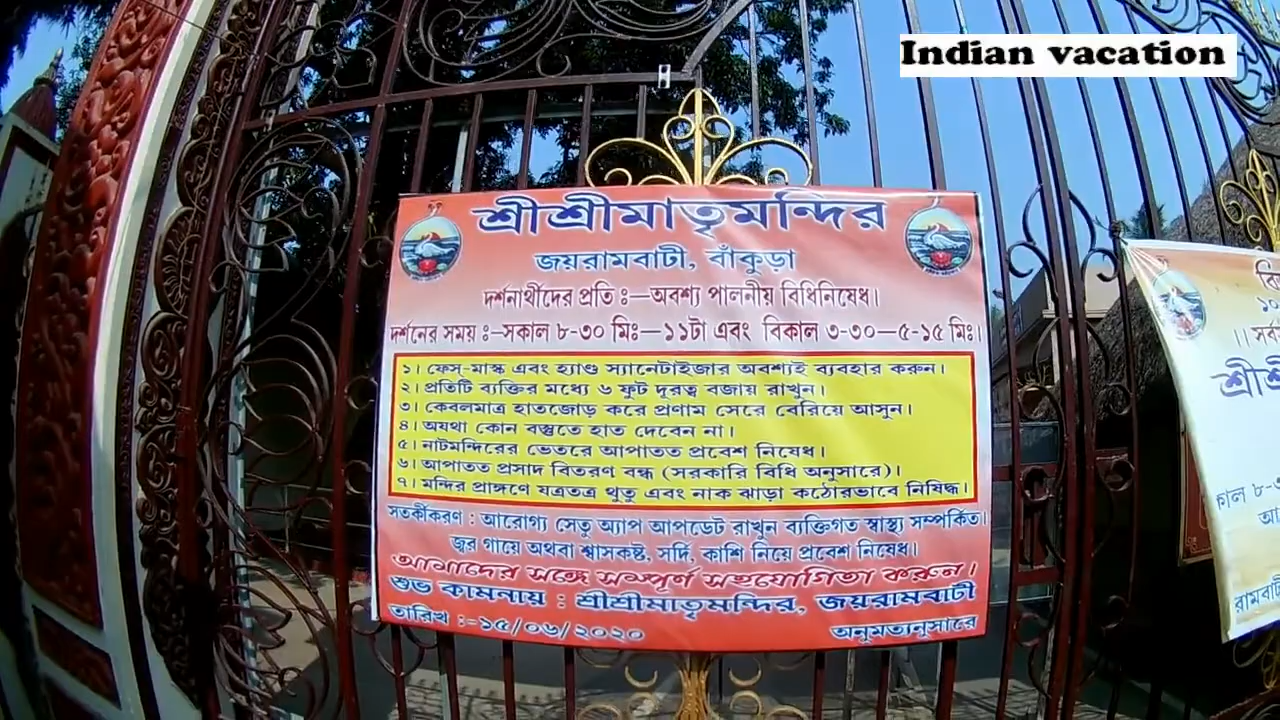 Indian vacation
শ্রীশ্রীমাতৃমন্দির
জয়রামবাটী, বাঁকুড়া
দর্শনার্থীদের প্রতি ঃ—অবশ্য পালনীয় বিধিনিষেধ।
দর্শনের সময় ঃ–সকাল ৮-৩০ মিঃ—১১টা এবং বিকাল ৩-৩০—৫-১৫ মিঃ।
১। ফেস্-মাস্ক এবং হ্যাণ্ড স্যানেটাইজার অবশ্যই ব্যবহার করুন।
২। প্রতিটি ব্যক্তির মধ্যে ৬ ফুট দূরত্ব বজায় রাখুন।
৩। কেবলমাত্র হাতজোড় করে প্রণাম সেরে বেরিয়ে আসুন।
৪। অযথা কোন বস্তুতে হাত দেবেন না।
৫। নাটমন্দিরের ভেতরে আপাতত প্রবেশ নিষেধ।
৬। আপাতত প্রসাদ বিতরণ বন্ধ (সরকারি বিধি অনুসারে)।
৭। মন্দির প্রাঙ্গণে যত্রতত্র থুতু এবং নাক ঝাড়া কঠোরভাবে নিষিদ্ধ।
সতর্কীকরণ : আরোগ্য সেতু অ্যাপ আপডেট রাখুন ব্যক্তিগত স্বাস্থ্য সম্পর্কিত।
জ্বর গায়ে অথবা শ্বাসকষ্ট, সর্দি, কাশি নিয়ে প্রবেশ নিষেধ।
আমাদের সঙ্গে সম্পূর্ণ সহযোগিতা করুন।
শুভ কামনায় : শ্রীশ্রীমাতৃমন্দির, জয়রামবাটী
তারিখ :-১৫/০৬/২০২০
অনুমত্যনুসারে